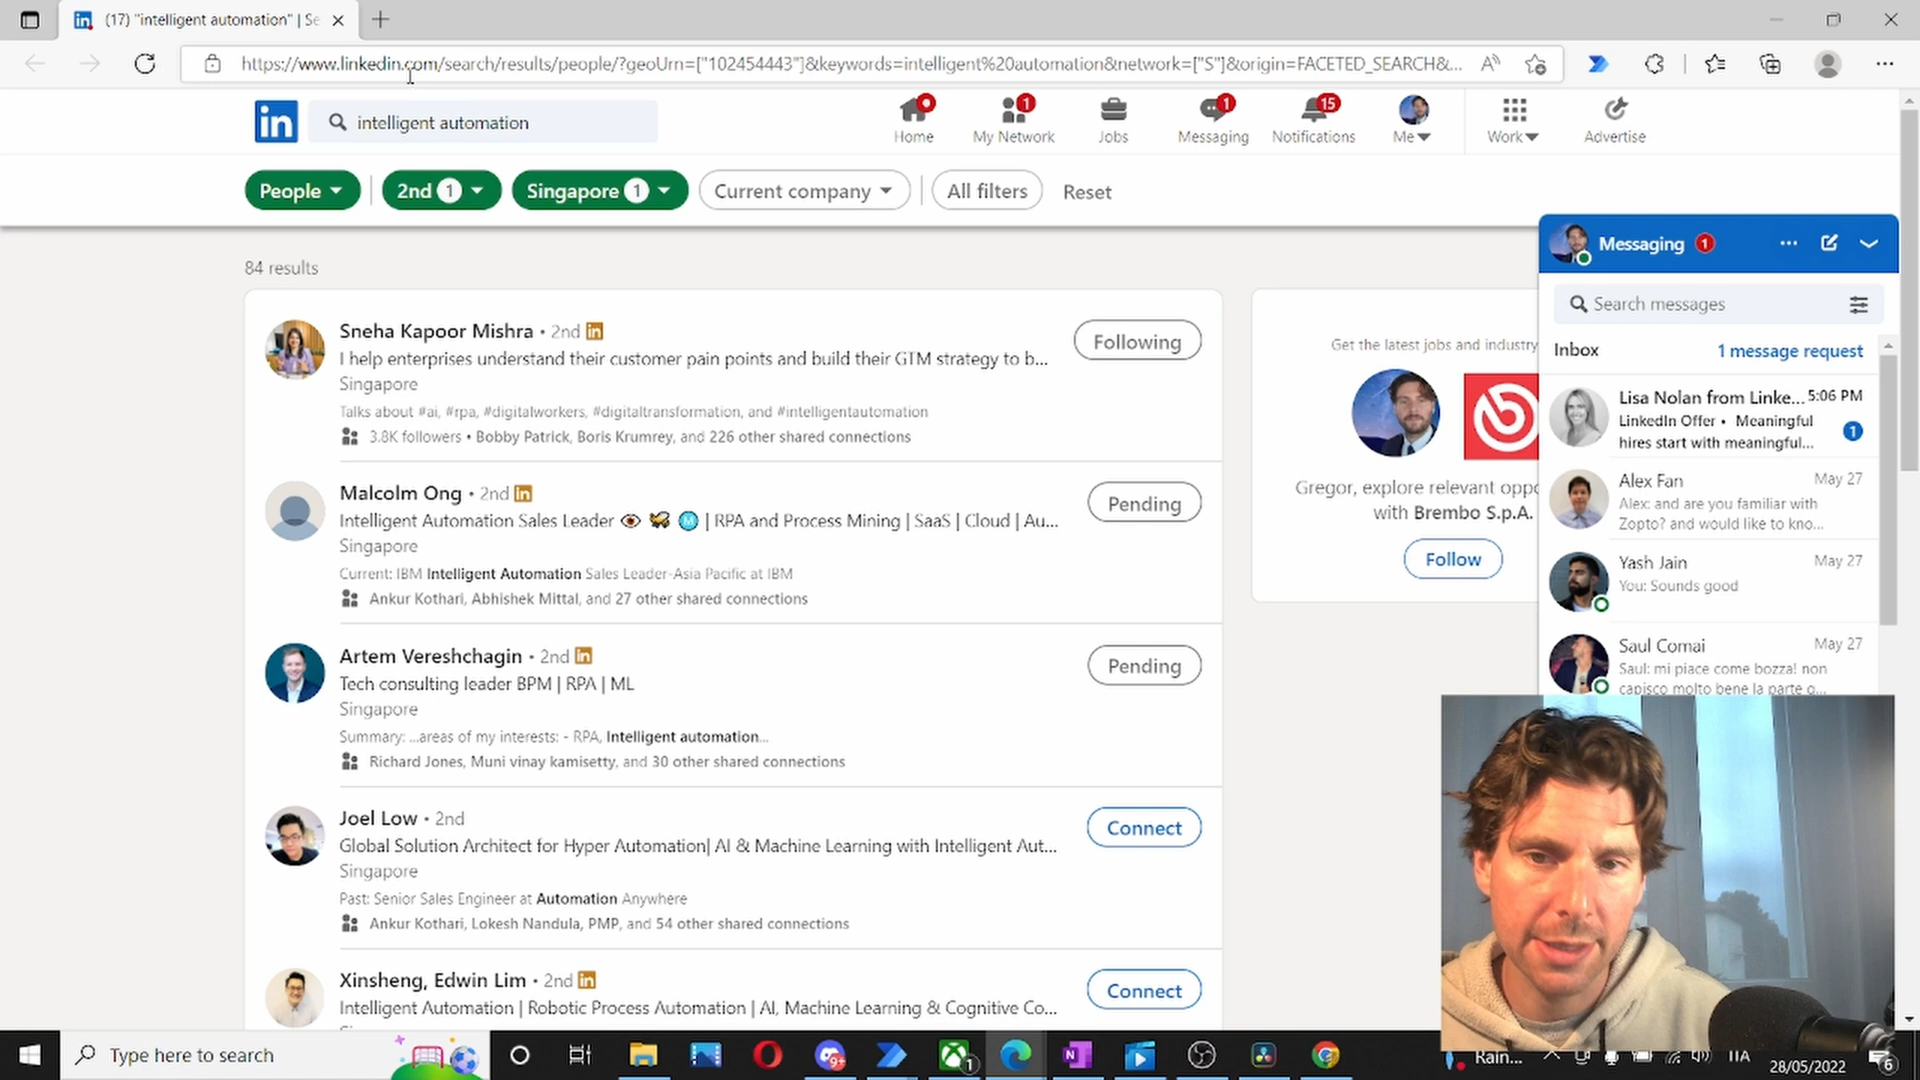 (17) "intelligent automation" | Se
https://www.linkedin.com/search/results/people/?geoUrn=["102454443"]&keywords=intelligent%20automation&network=["S"]&origin=FACETED_SEARCH&...
in
intelligent automation
Home
1
My Network
Jobs
1
Messaging
15
Notifications
Me
Work
Advertise
People
2nd 1
Singapore 1
Current company
All filters
Reset
84 results
Sneha Kapoor Mishra • 2nd in
I help enterprises understand their customer pain points and build their GTM strategy to b...
Singapore
Talks about #ai, #rpa, #digitalworkers, #digitaltransformation, and #intelligentautomation
3.8K followers • Bobby Patrick, Boris Krumrey, and 226 other shared connections
Following
Malcolm Ong • 2nd in
Intelligent Automation Sales Leader 👁 🐝 Ⓜ | RPA and Process Mining | SaaS | Cloud | Au...
Singapore
Current: IBM Intelligent Automation Sales Leader-Asia Pacific at IBM
Ankur Kothari, Abhishek Mittal, and 27 other shared connections
Pending
Artem Vereshchagin • 2nd in
Tech consulting leader BPM | RPA | ML
Singapore
Summary: ...areas of my interests: - RPA, Intelligent automation...
Richard Jones, Muni vinay kamisetty, and 30 other shared connections
Pending
Joel Low • 2nd
Global Solution Architect for Hyper Automation| AI & Machine Learning with Intelligent Aut...
Singapore
Past: Senior Sales Engineer at Automation Anywhere
Ankur Kothari, Lokesh Nandula, PMP, and 54 other shared connections
Connect
Xinsheng, Edwin Lim • 2nd in
Intelligent Automation | Robotic Process Automation | AI, Machine Learning & Cognitive Co...
Connect
Get the latest jobs and industry
Gregor, explore relevant oppo
with Brembo S.p.A.
Follow
Messaging 1
Search messages
Inbox
1 message request
Lisa Nolan from Linke... 5:06 PM
LinkedIn Offer • Meaningful
hires start with meaningful...
1
Alex Fan May 27
Alex: and are you familiar with
Zopto? and would like to kno...
Yash Jain May 27
You: Sounds good
Saul Comai May 27
Saul: mi piace come bozza! non
capisco molto bene la parte q...
Type here to search
9+
1
N
Rain...
ITA
28/05/2022
6